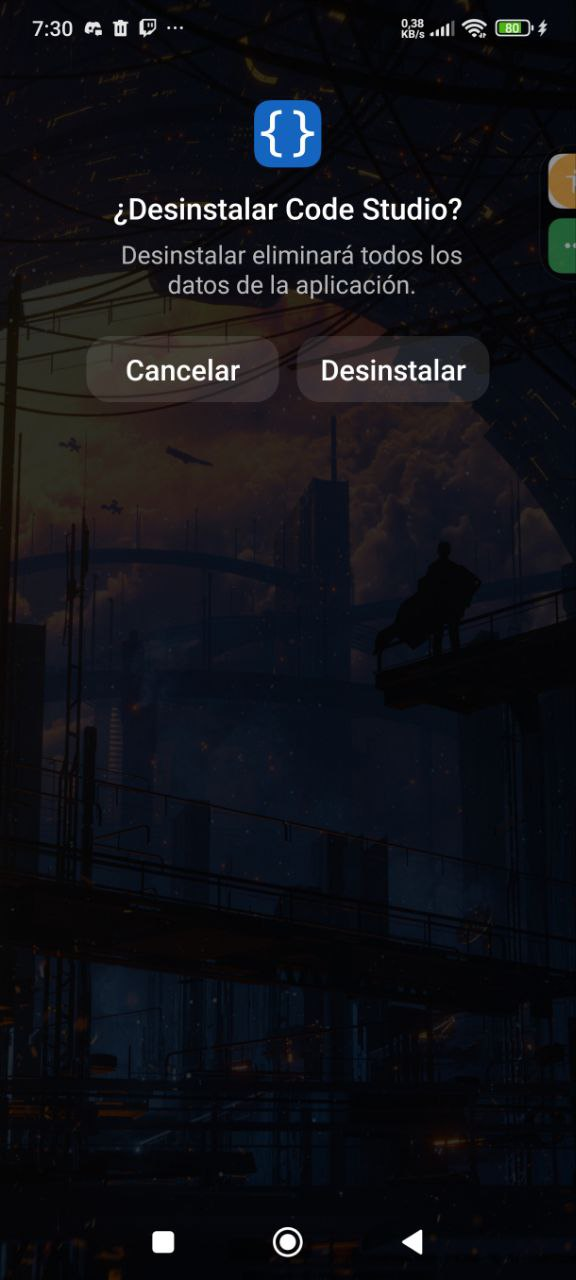 7:30
0,38
KB/s
80
{}
¿Desinstalar Code Studio?
Desinstalar eliminará todos los
datos de la aplicación.
Cancelar
Desinstalar